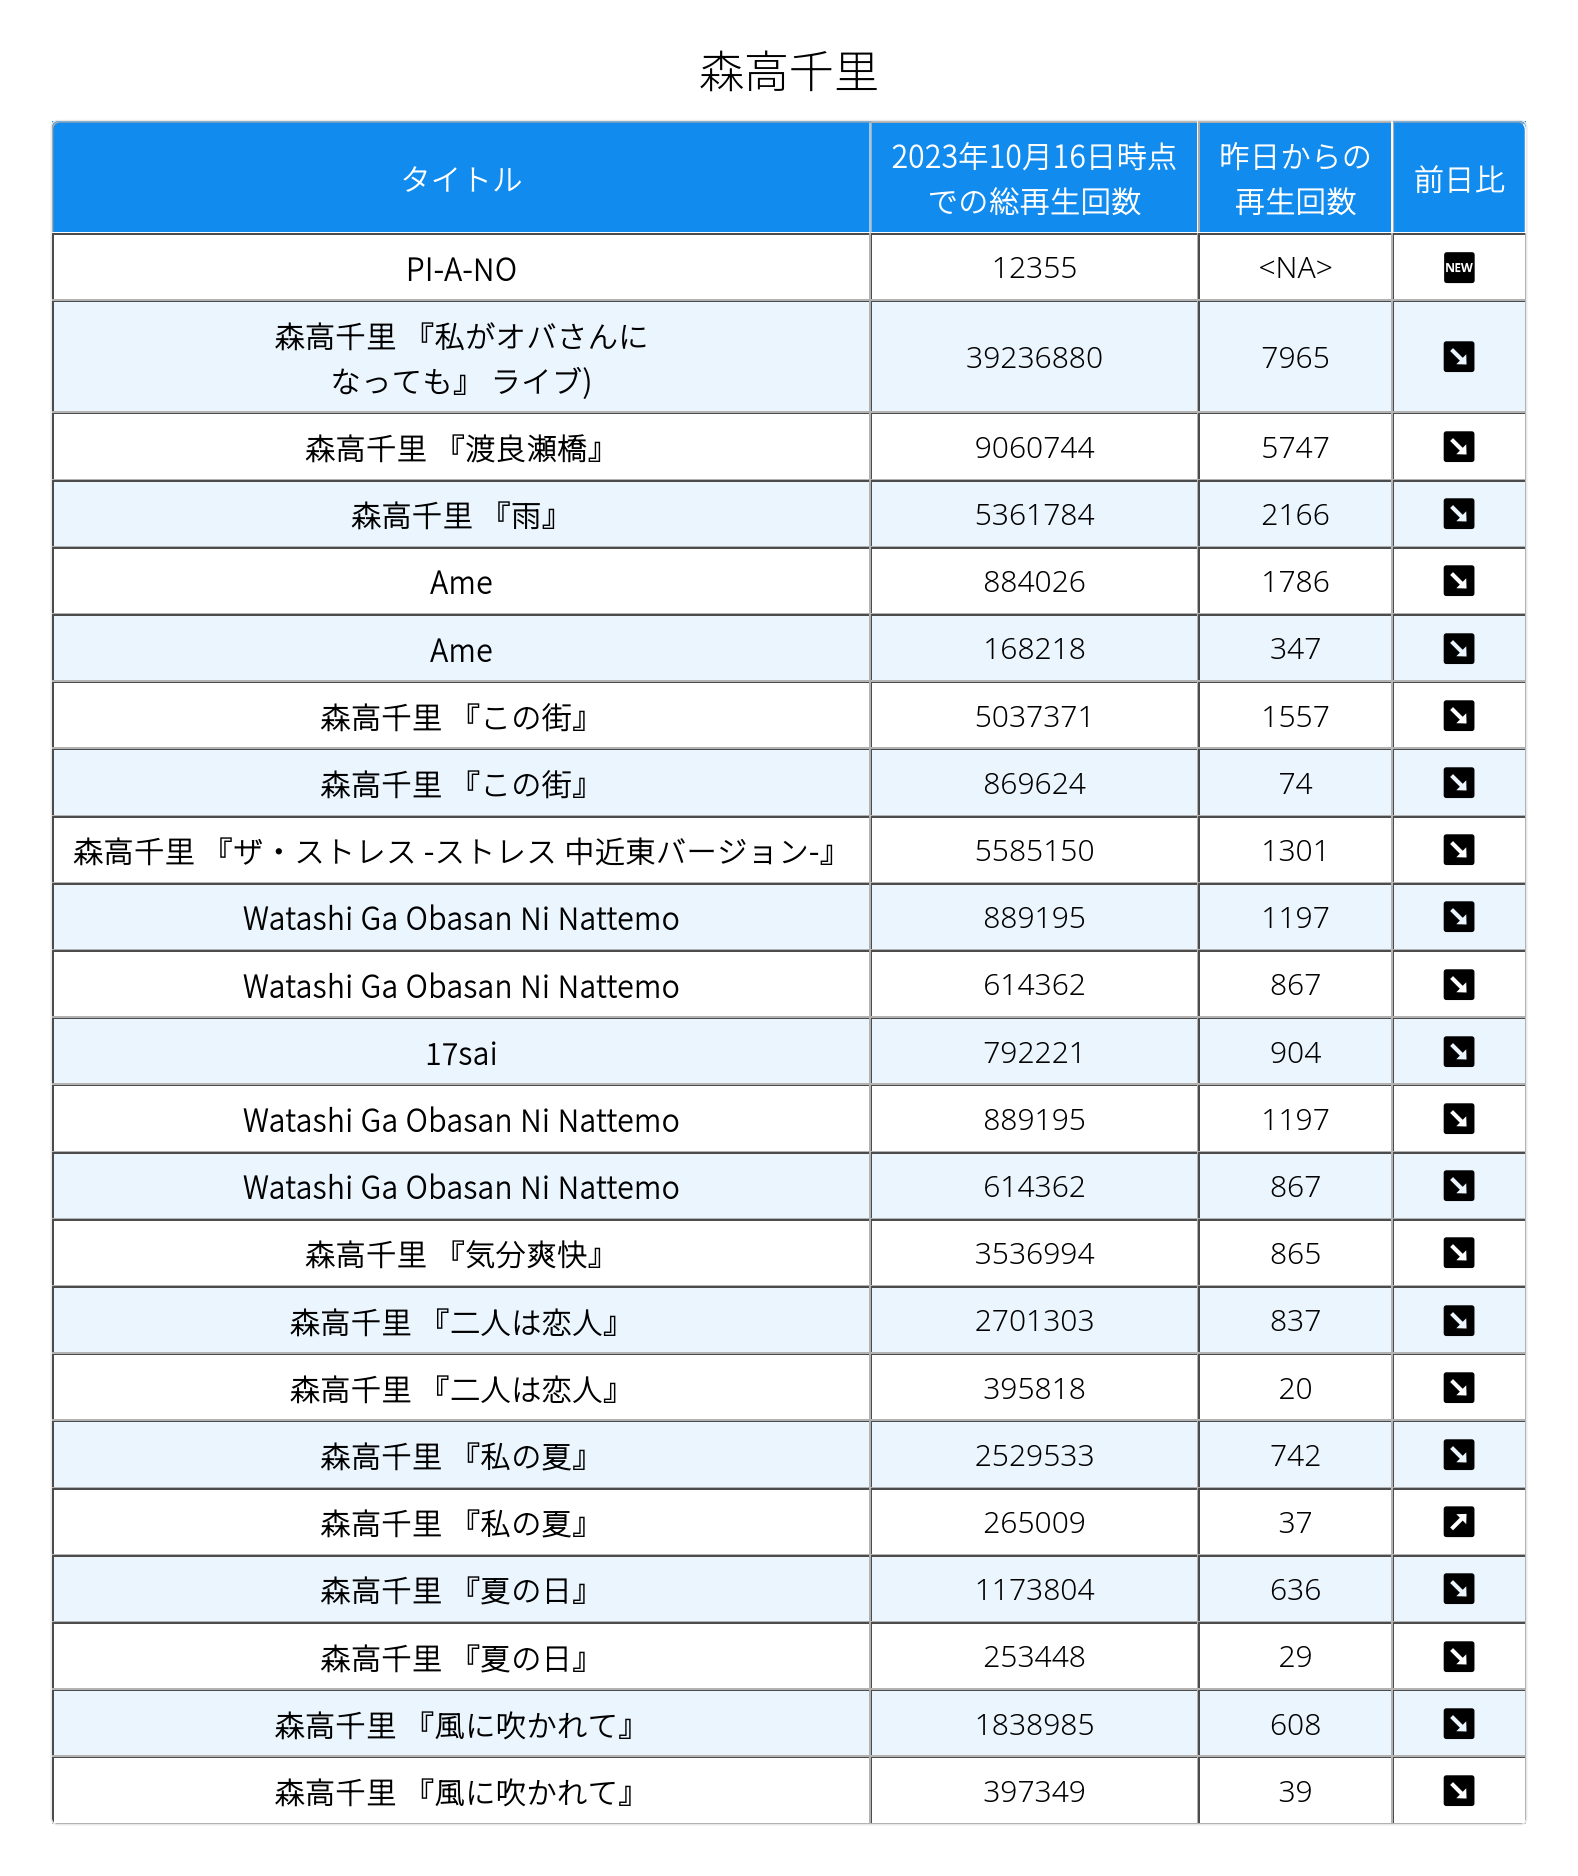 森高千里
タイトル 2023年10月16日時点での総再生回数 昨日からの再生回数 前日比
PI-A-NO 12355 <NA> NEW
森高千里 『私がオバさんに
なっても』 ライブ) 39236880 7965 ↘
森高千里 『渡良瀬橋』 9060744 5747 ↘
森高千里 『雨』 5361784 2166 ↘
Ame 884026 1786 ↘
Ame 168218 347 ↘
森高千里 『この街』 5037371 1557 ↘
森高千里 『この街』 869624 74 ↘
森高千里 『ザ・ストレス -ストレス 中近東バージョン-』 5585150 1301 ↘
Watashi Ga Obasan Ni Nattemo 889195 1197 ↘
Watashi Ga Obasan Ni Nattemo 614362 867 ↘
17sai 792221 904 ↘
Watashi Ga Obasan Ni Nattemo 889195 1197 ↘
Watashi Ga Obasan Ni Nattemo 614362 867 ↘
森高千里 『気分爽快』 3536994 865 ↘
森高千里 『二人は恋人』 2701303 837 ↘
森高千里 『二人は恋人』 395818 20 ↘
森高千里 『私の夏』 2529533 742 ↘
森高千里 『私の夏』 265009 37 ↗
森高千里 『夏の日』 1173804 636 ↘
森高千里 『夏の日』 253448 29 ↘
森高千里 『風に吹かれて』 1838985 608 ↘
森高千里 『風に吹かれて』 397349 39 ↘